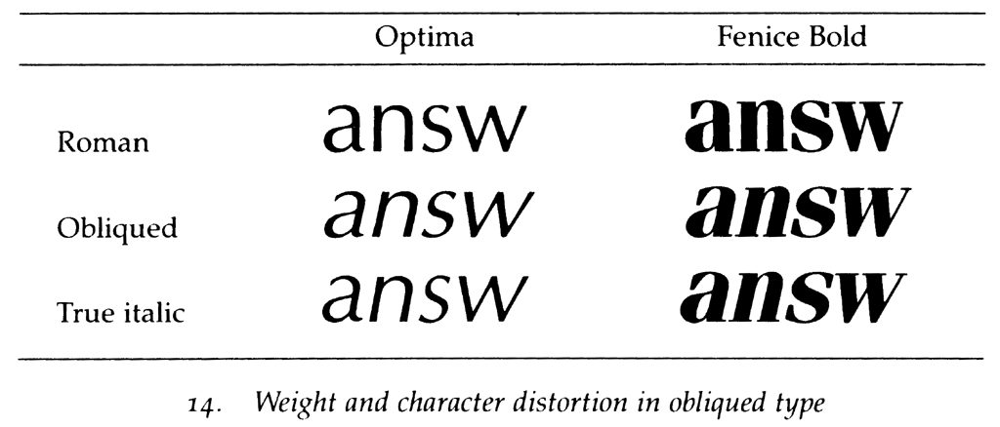 Optima Fenice Bold
Roman answ answ
Obliqued answ answ
True italic answ answ
14. Weight and character distortion in obliqued type